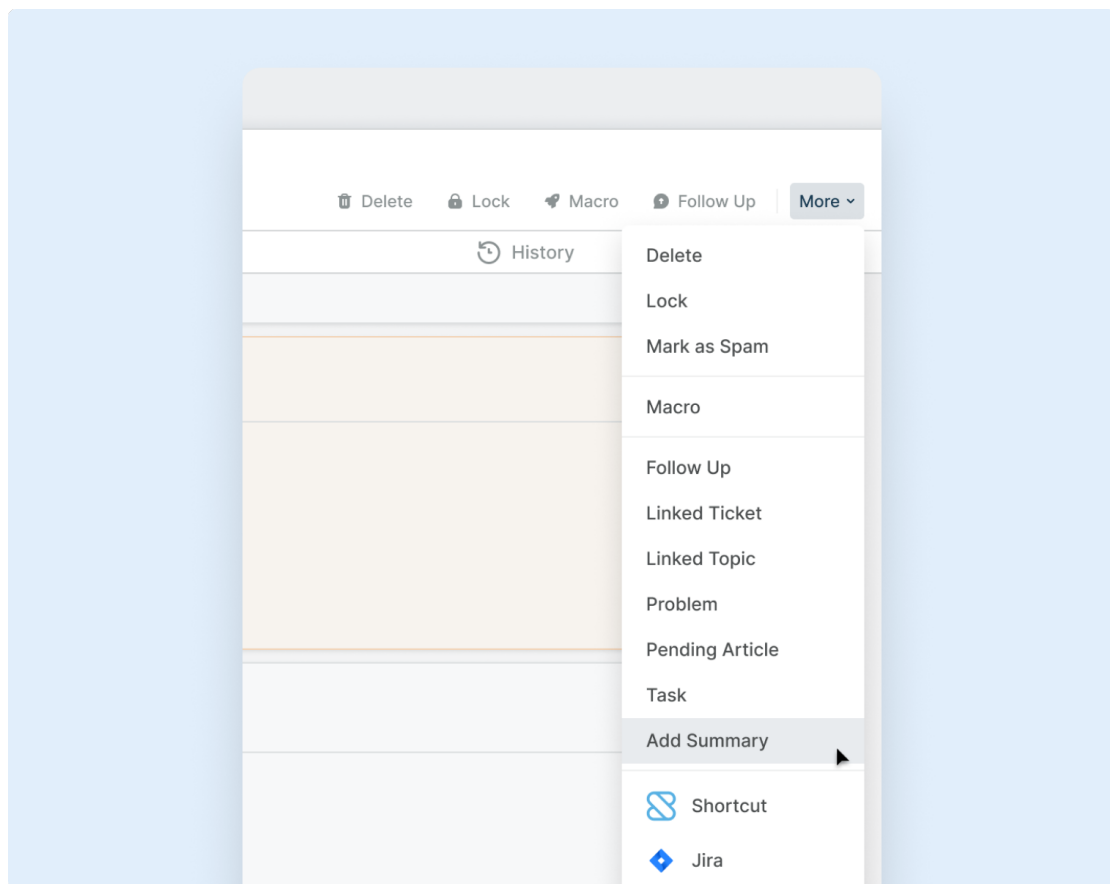 Delete Lock Macro Follow Up More
History
Delete
Lock
Mark as Spam
Macro
Follow Up
Linked Ticket
Linked Topic
Problem
Pending Article
Task
Add Summary
Shortcut
Jira